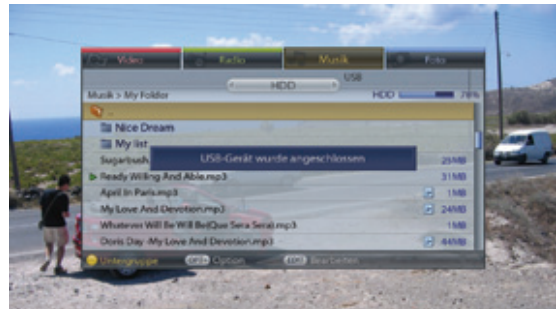 Video Radio Musik Foto
HDD USB
Musik > My Folder HDD 78%
..
Nice Dream
My list
Sugarbush 25MB
USB-Gerät wurde angeschlossen
Ready Willing And Able.mp3 31MB
April In Paris.mp3 1MB
My Love And Devotion.mp3 24MB
Whatever Will Be Will Be(Que Sera Sera).mp3 1MB
Doris Day -My Love And Devotion.mp3 44MB
Untergruppe Option Bearbeiten